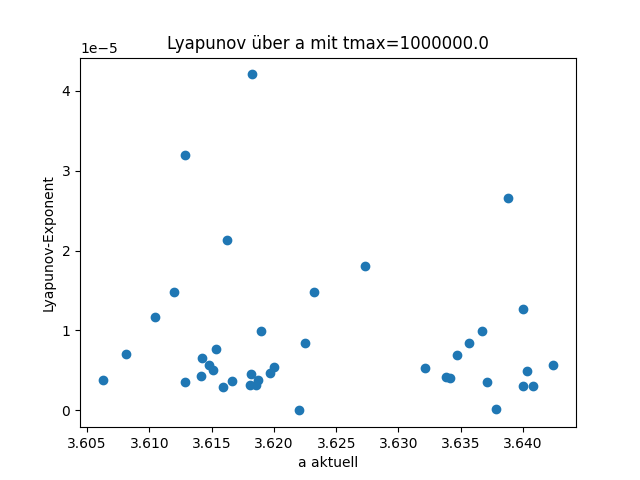 Lyapunov über a mit tmax=1000000.0
1e−5
4
3
2
1
0
Lyapunov-Exponent
3.605 3.610 3.615 3.620 3.625 3.630 3.635 3.640
a aktuell